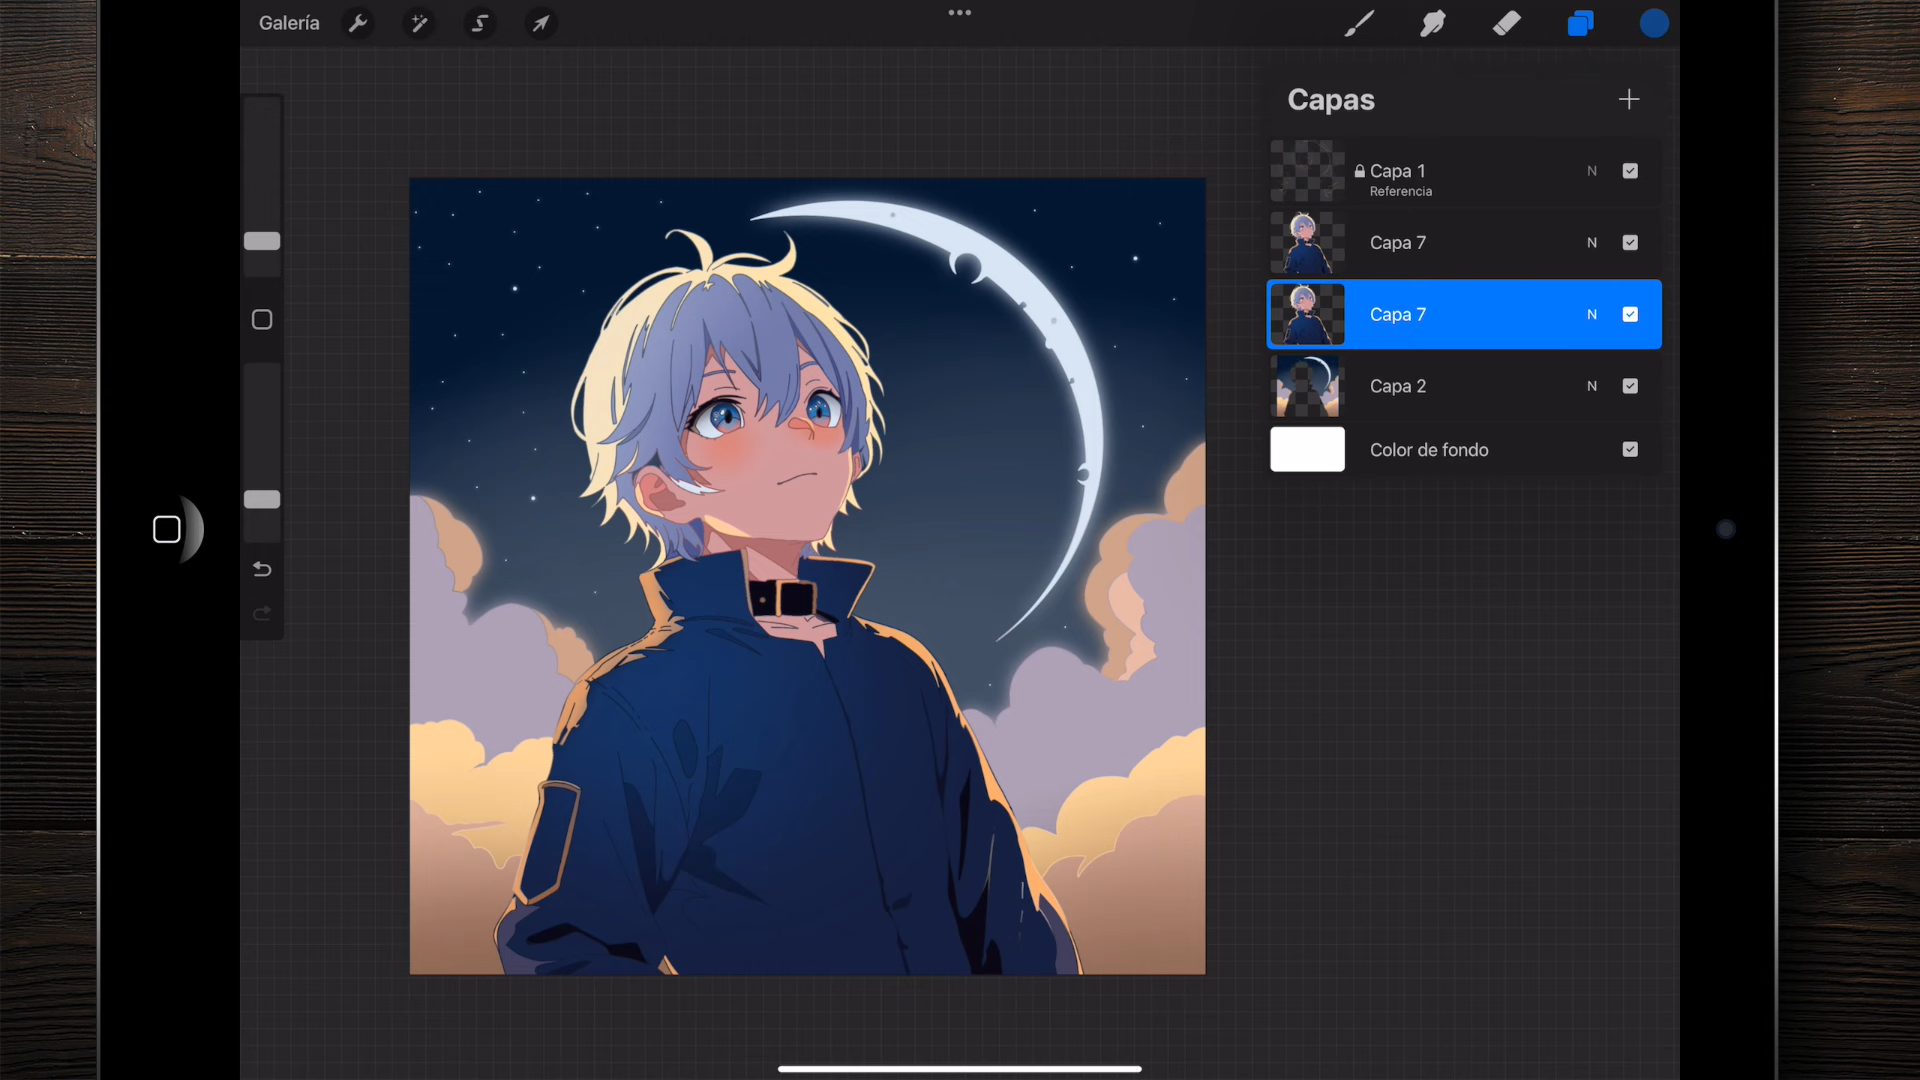 Galería
Capas
Capa 1
N
Referencia
Capa 7
N
Capa 7
N
Capa 2
N
Color de fondo